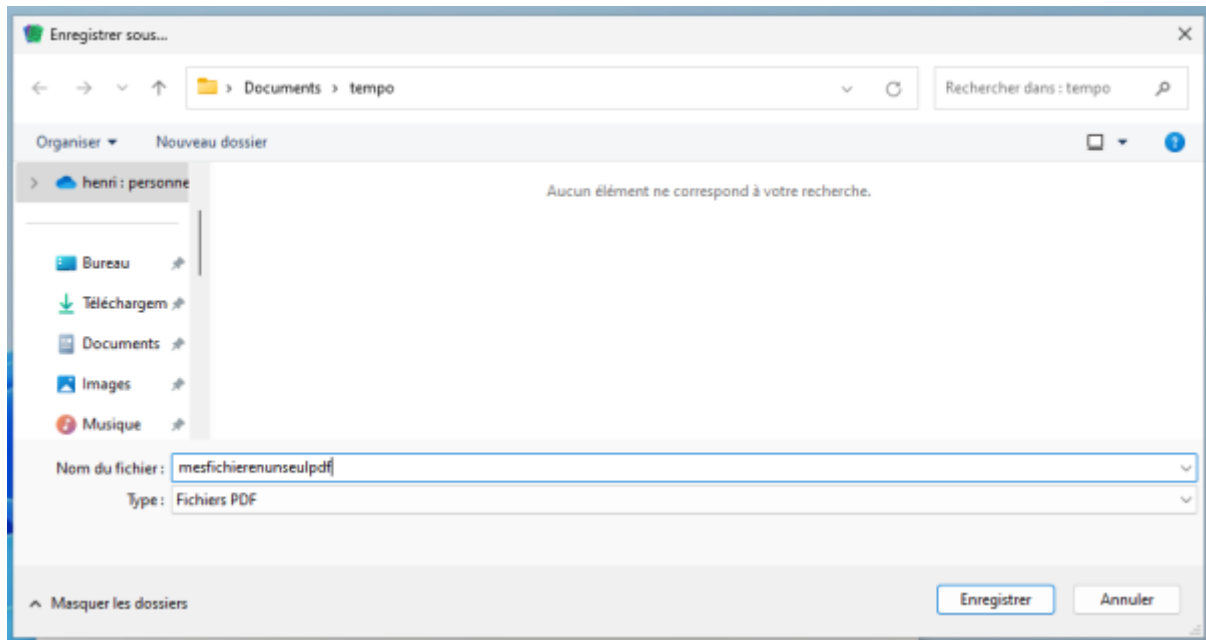 Enregistrer sous...
Documents > tempo
Rechercher dans : tempo
Organiser
Nouveau dossier
henri : personne
Aucun élément ne correspond à votre recherche.
Bureau
Téléchargem
Documents
Images
Musique
Nom du fichier : mesfichierenunseulpdf
Type : Fichiers PDF
Masquer les dossiers
Enregistrer
Annuler